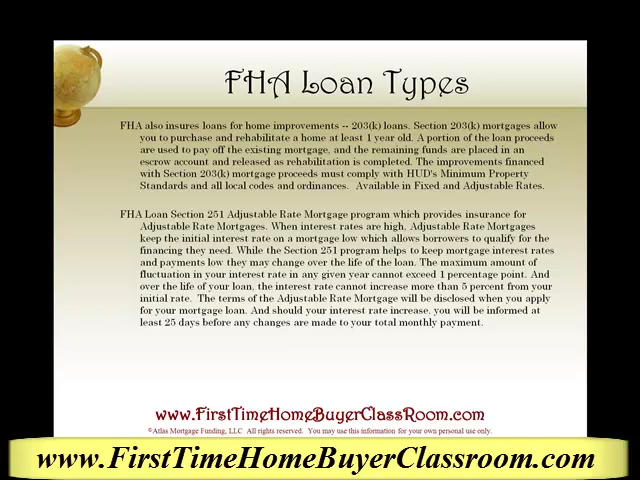 FHA Loan Types
FHA also insures loans for home improvements -- 203(k) loans. Section 203(k) mortgages allow
you to purchase and rehabilitate a home at least 1 year old. A portion of the loan proceeds
are used to pay off the existing mortgage, and the remaining funds are placed in an
escrow account and released as rehabilitation is completed. The improvements financed
with Section 203(k) mortgage proceeds must comply with HUD's Minimum Property
Standards and all local codes and ordinances. Available in Fixed and Adjustable Rates.
FHA Loan Section 251 Adjustable Rate Mortgage program which provides insurance for
Adjustable Rate Mortgages. When interest rates are high, Adjustable Rate Mortgages
keep the initial interest rate on a mortgage low which allows borrowers to qualify for the
financing they need. While the Section 251 program helps to keep mortgage interest rates
and payments low they may change over the life of the loan. The maximum amount of
fluctuation in your interest rate in any given year cannot exceed 1 percentage point. And
over the life of your loan, the interest rate cannot increase more than 5 percent from your
initial rate. The terms of the Adjustable Rate Mortgage will be disclosed when you apply
for your mortgage loan. And should your interest rate increase, you will be informed at
least 25 days before any changes are made to your total monthly payment.
www.FirstTimeHomeBuyerClassRoom.com
©Atlas Mortgage Funding, LLC All rights reserved. You may use this information for your own personal use only.
www.FirstTimeHomeBuyerClassroom.com